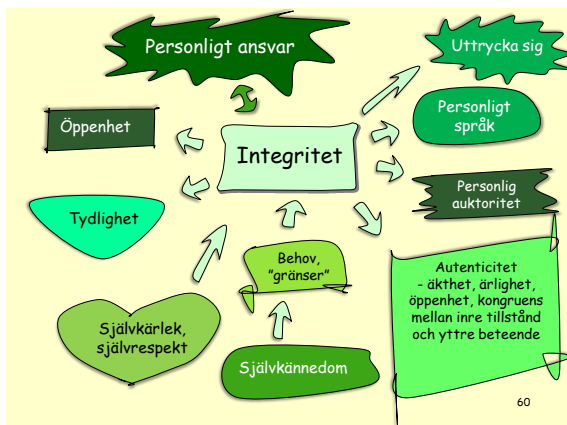 Personligt ansvar
Uttrycka sig
Öppenhet
Personligt
språk
Integritet
Personlig
auktoritet
Tydlighet
Behov,
”gränser”
Autenticitet
- äkthet, ärlighet,
öppenhet, kongruens
mellan inre tillstånd
och yttre beteende
Självkärlek,
självrespekt
Självkännedom
60